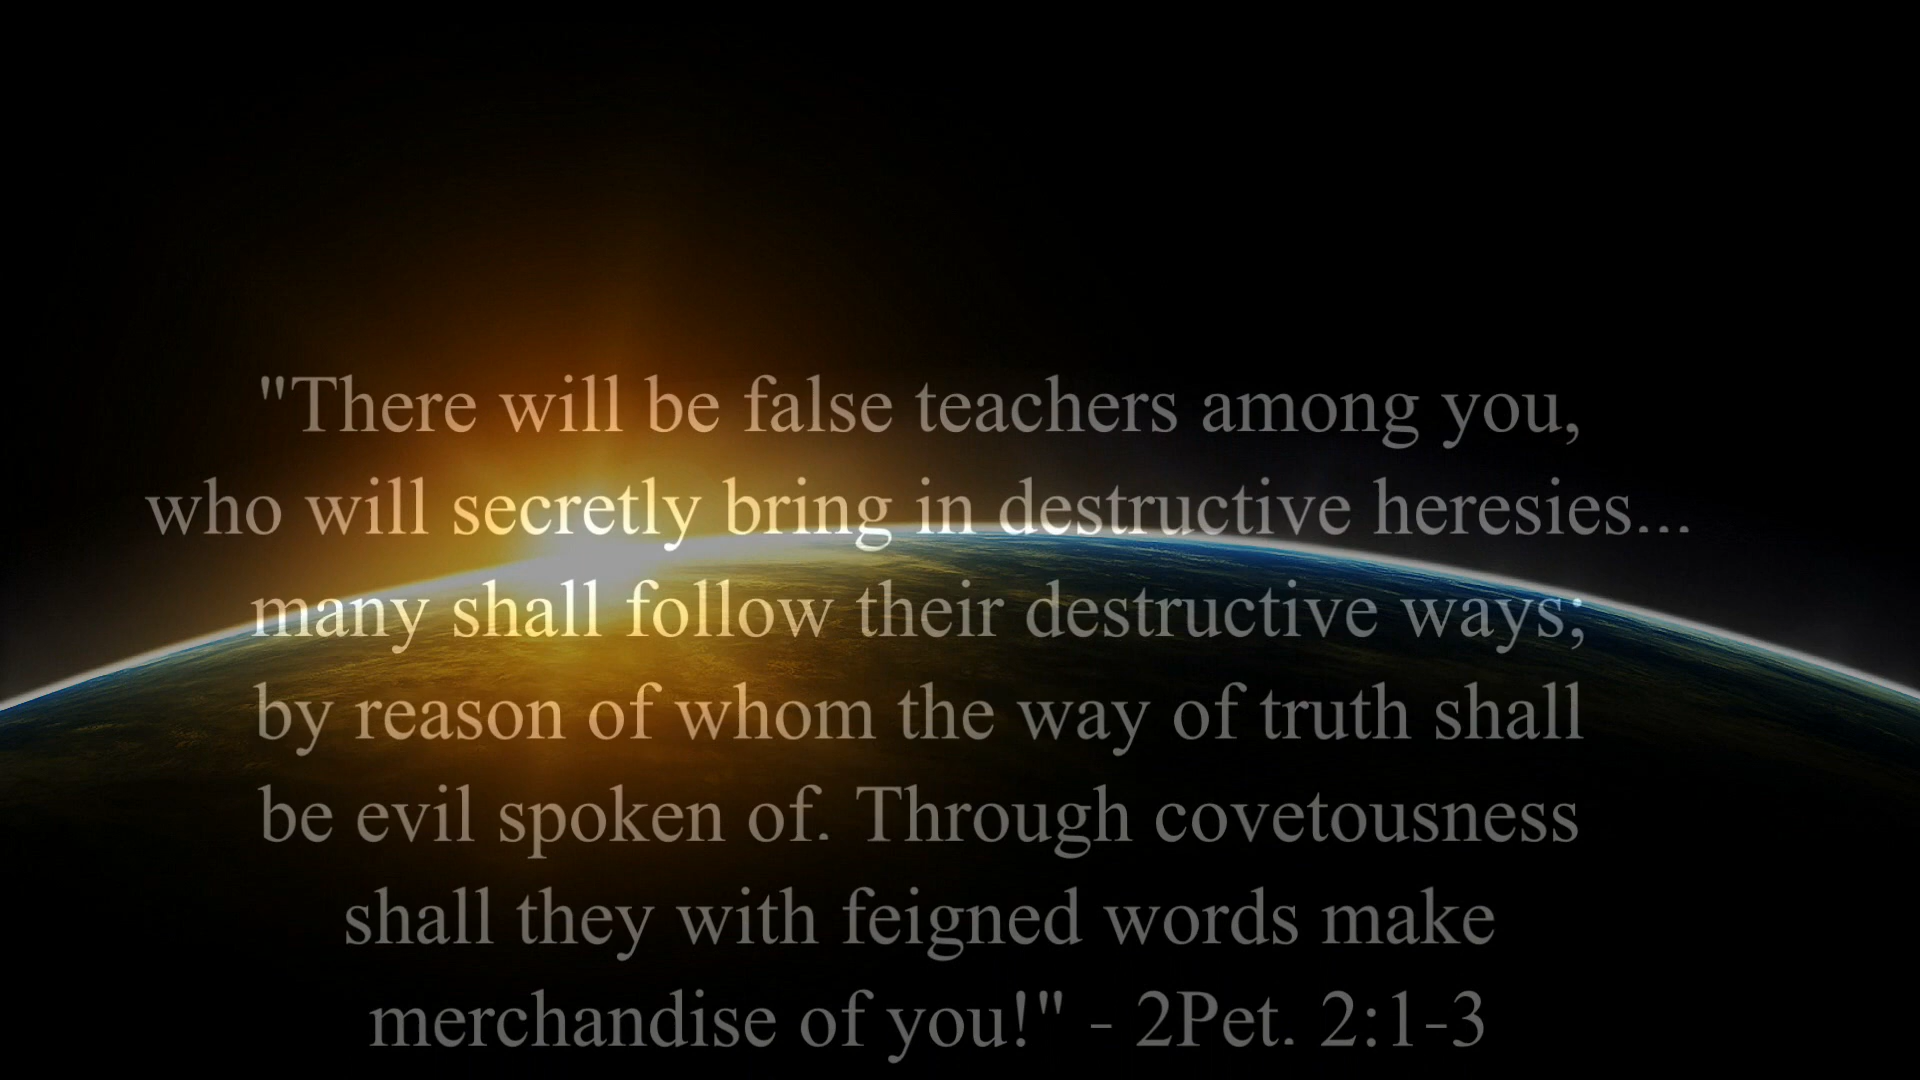 "There will be false teachers among you,
who will secretly bring in destructive heresies...
many shall follow their destructive ways;
by reason of whom the way of truth shall
be evil spoken of. Through covetousness
shall they with feigned words make
merchandise of you!" - 2Pet. 2:1-3